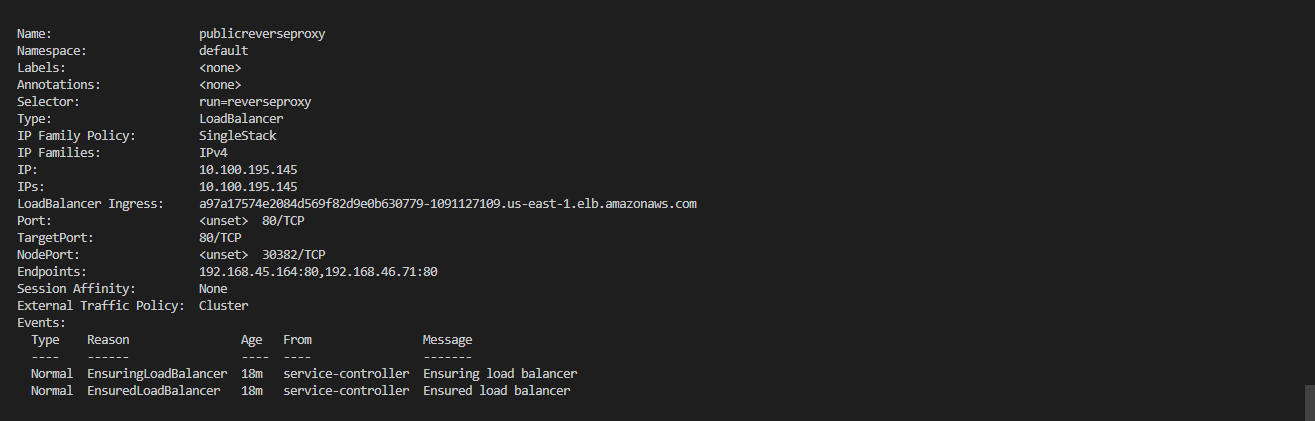 Name:                     publicreverseproxy
Namespace:                default
Labels:                   <none>
Annotations:              <none>
Selector:                 run=reverseproxy
Type:                     LoadBalancer
IP Family Policy:         SingleStack
IP Families:              IPv4
IP:                       10.100.195.145
IPs:                      10.100.195.145
LoadBalancer Ingress:     a97a17574e2084d569f82d9e0b630779-1091127109.us-east-1.elb.amazonaws.com
Port:                     <unset>  80/TCP
TargetPort:               80/TCP
NodePort:                 <unset>  30382/TCP
Endpoints:                192.168.45.164:80,192.168.46.71:80
Session Affinity:         None
External Traffic Policy:  Cluster
Events:
  Type    Reason                Age   From                Message
  ----    ------                ----  ----                -------
  Normal  EnsuringLoadBalancer  18m   service-controller  Ensuring load balancer
  Normal  EnsuredLoadBalancer   18m   service-controller  Ensured load balancer